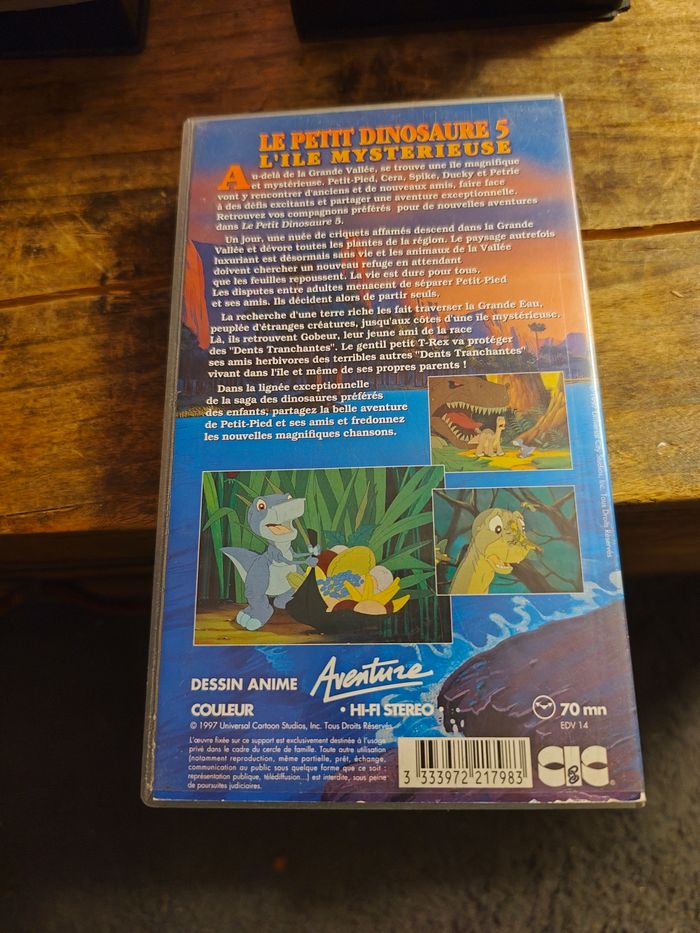 LE PETIT DINOSAURE 5
L'ILE MYSTERIEUSE
Au-delà de la Grande Vallée, se trouve une île magnifique
et mystérieuse. Petit-Pied, Cera, Spike, Ducky et Petrie
vont y rencontrer d'anciens et de nouveaux amis, faire face
à des défis excitants et partager une aventure exceptionnelle.
Retrouvez vos compagnons préférés pour de nouvelles aventures
dans Le Petit Dinosaure 5.
Un jour, une nuée de criquets affamés descend dans la Grande
Vallée et dévore toutes les plantes de la région. Le paysage autrefois
luxuriant est désormais sans vie et les animaux de la Vallée
doivent chercher un nouveau refuge en attendant
que les feuilles repoussent. La vie est dure pour tous.
Les disputes entre adultes menacent de séparer Petit-Pied
et ses amis. Ils décident alors de partir seuls.
La recherche d'une terre riche les fait traverser la Grande Eau,
peuplée d'étranges créatures, jusqu'aux côtes d'une île mystérieuse.
Là, ils retrouvent Gobeur, leur jeune ami de la race
des "Dents Tranchantes". Le gentil petit T-Rex va protéger
ses amis herbivores des terribles autres "Dents Tranchantes"
vivant dans l'île et même de ses propres parents !
Dans la lignée exceptionnelle
de la saga des dinosaures préférés
des enfants, partagez la belle aventure
de Petit-Pied et ses amis et fredonnez
les nouvelles magnifiques chansons.
DESSIN ANIME
Aventure
COULEUR
• HI-FI STEREO •
70 mn
EDV 14
© 1997 Universal Cartoon Studios, Inc. Tous Droits Réservés
L'œuvre fixée sur ce support est exclusivement destinée à l'usage
privé dans le cadre du cercle de famille. Toute autre utilisation
(notamment reproduction, même partielle, prêt, échange,
communication au public sous quelque forme que ce soit :
représentation publique, télédiffusion...) est interdite, sous peine
de poursuites judiciaires.
3 333972 217983
CIC
Inc. Tous Droits Réservés